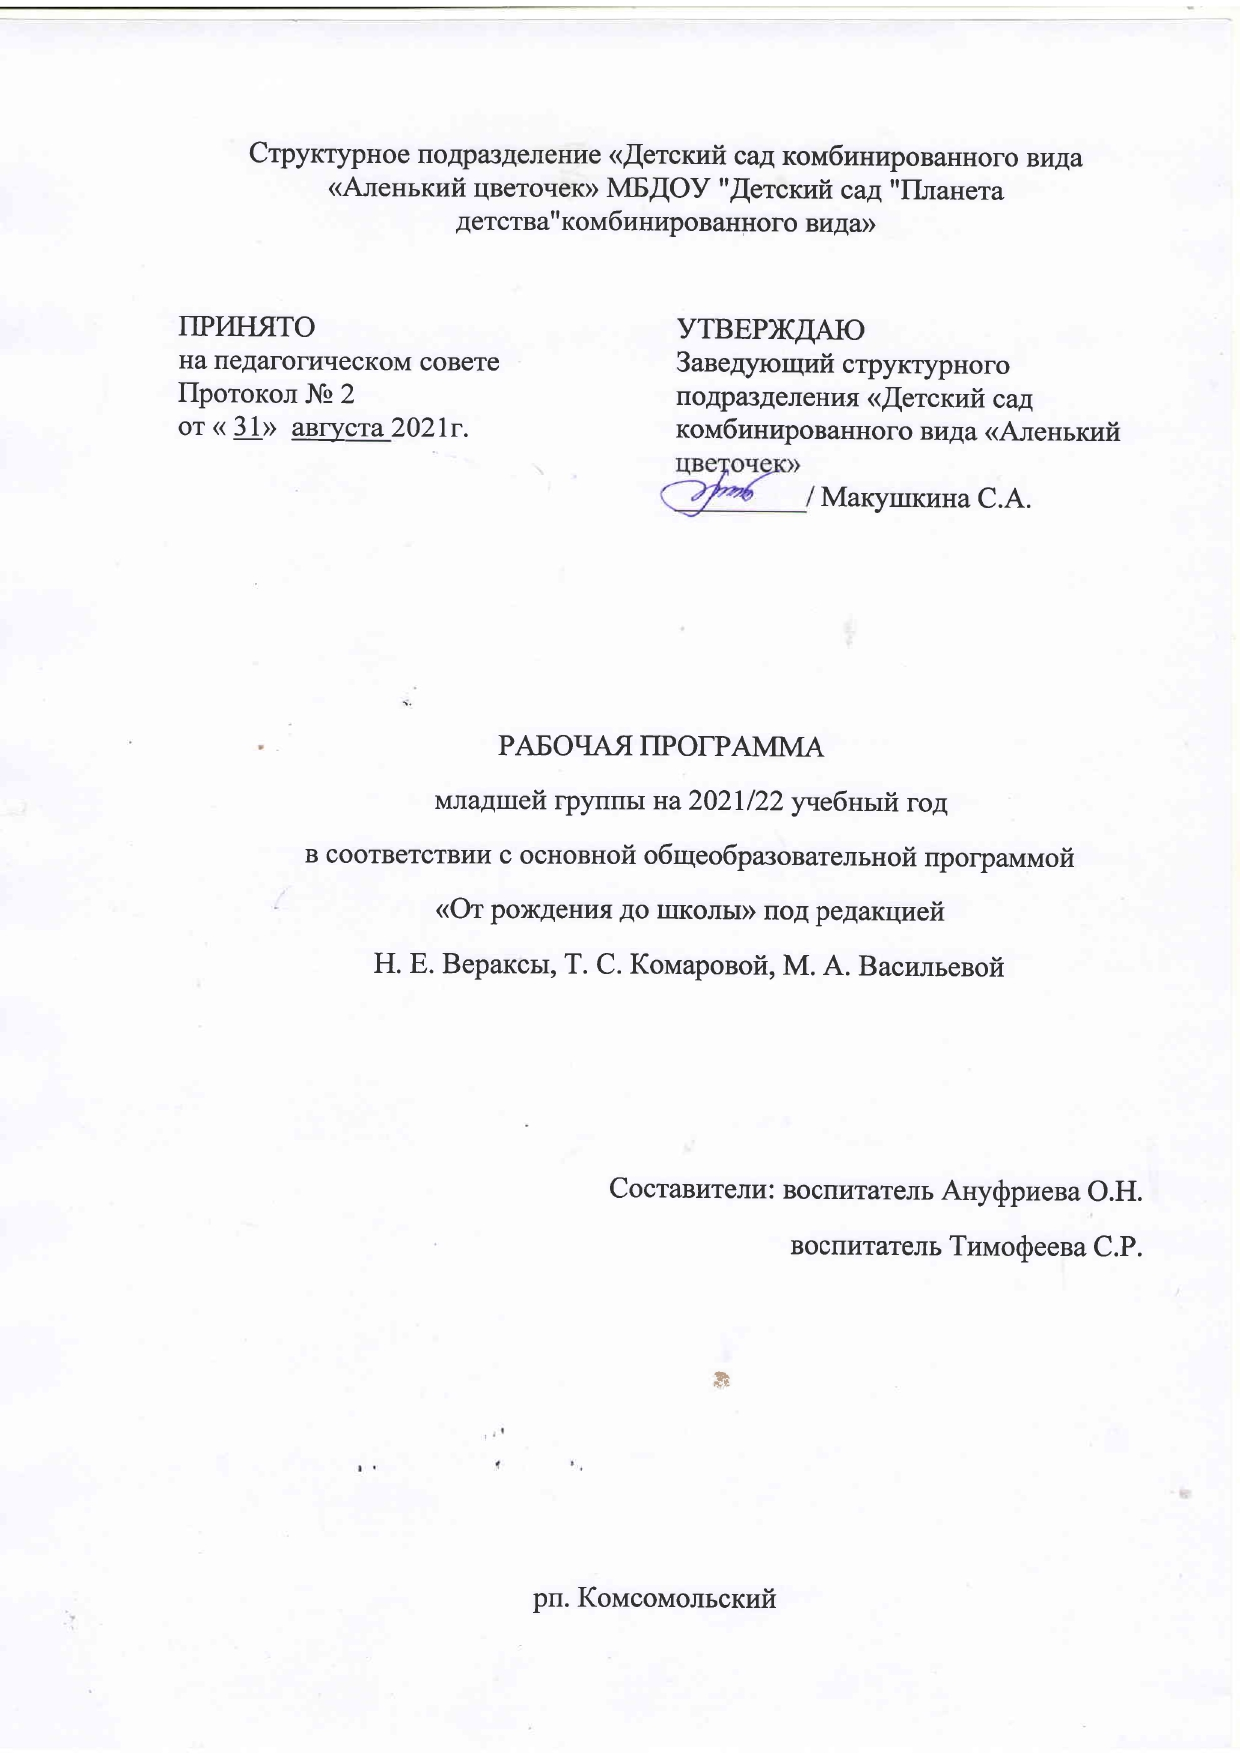 Структурное подразделение «Детский сад комбинированного вида
«Аленький цветочек» МБДОУ "Детский сад "Планета
детства"комбинированного вида»
ПРИНЯТО
на педагогическом совете
Протокол № 2
от « 31»  августа 2021г.
УТВЕРЖДАЮ
Заведующий структурного
подразделения «Детский сад
комбинированного вида «Аленький
цветочек»
_________/ Макушкина С.А.
РАБОЧАЯ ПРОГРАММА
младшей группы на 2021/22 учебный год
в соответствии с основной общеобразовательной программой
«От рождения до школы» под редакцией
Н. Е. Вераксы, Т. С. Комаровой, М. А. Васильевой
Составители: воспитатель Ануфриева О.Н.
воспитатель Тимофеева С.Р.
рп. Комсомольский